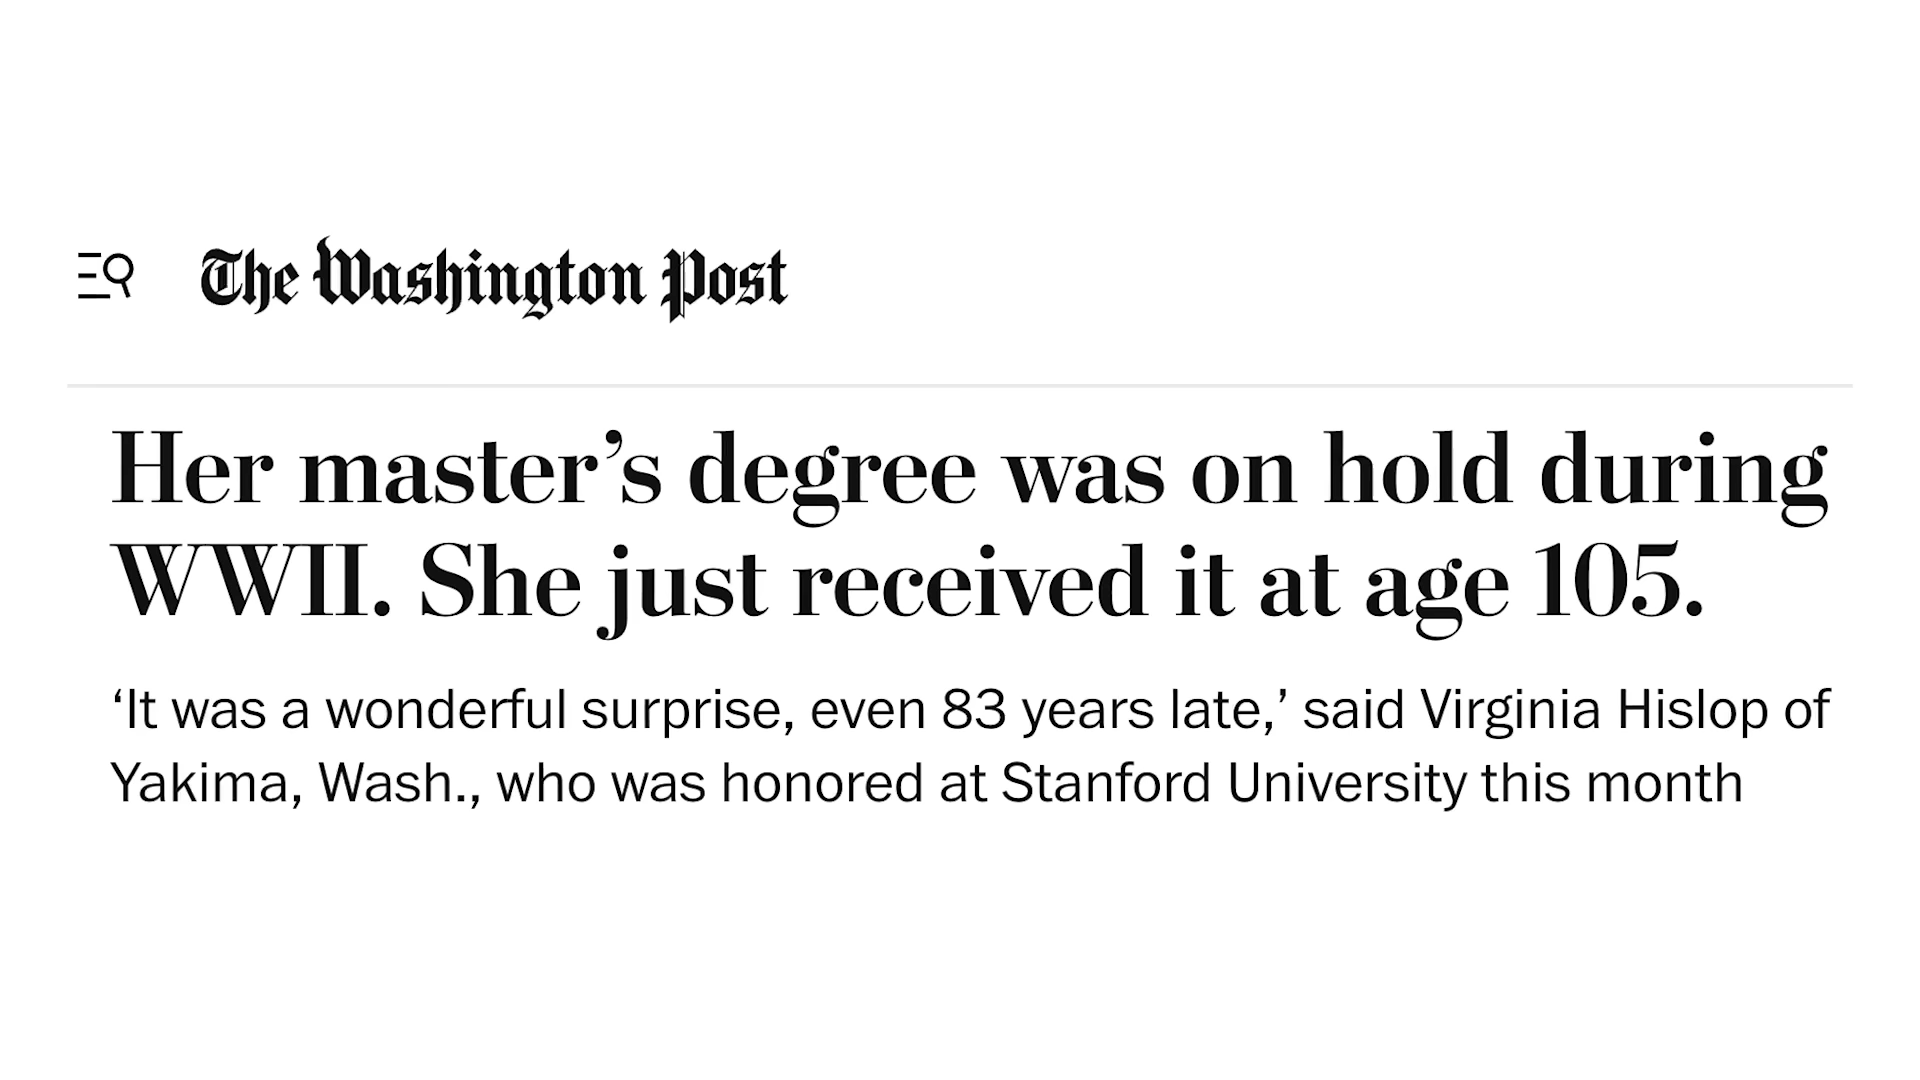 The Washington Post
Her master’s degree was on hold during
WWII. She just received it at age 105.
‘It was a wonderful surprise, even 83 years late,’ said Virginia Hislop of
Yakima, Wash., who was honored at Stanford University this month